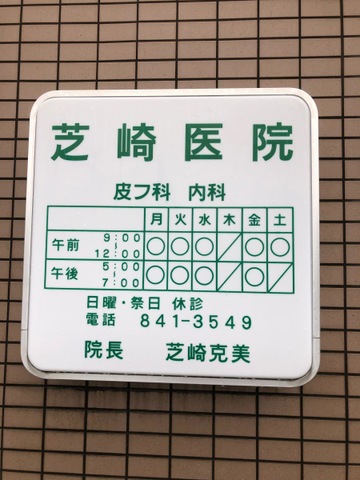 芝崎医院
皮フ科 内科
月 火 水 木 金 土
午前 9:00~12:00 ○ ○ ○ / ○ ○
午後 5:00~7:00 ○ ○ ○ / ○ /
日曜・祭日 休診
電話 841-3549
院長 芝崎克美